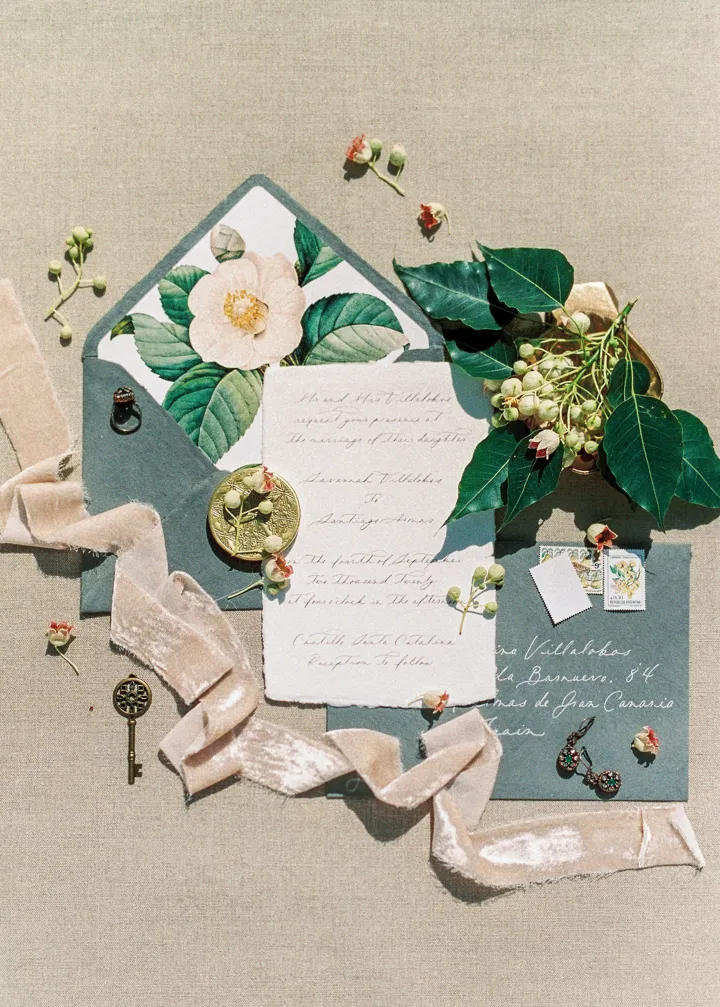 Mr and Mrs Villalobos
request your presence at
the marriage of their daughter
Savannah Villalobos
To
Santiago Armas
on the fourth of September
Two Thousand Twenty
at four o'clock in the afternoon
Castillo Santa Catalina
Reception to follow
Villalobos
Basnuevo, 84
de Gran Canaria